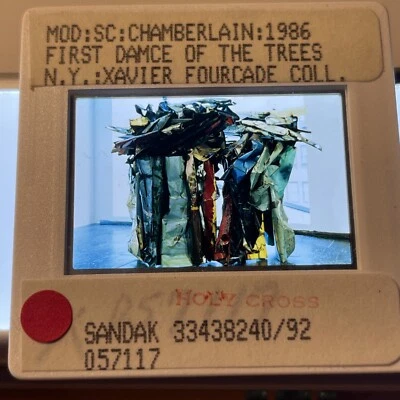 MOD:SC:CHAMBERLAIN:1986
FIRST DAMCE OF THE TREES
N.Y.:XAVIER FOURCADE COLL.
HOLY CROSS
SANDAK 33438240/92
057117